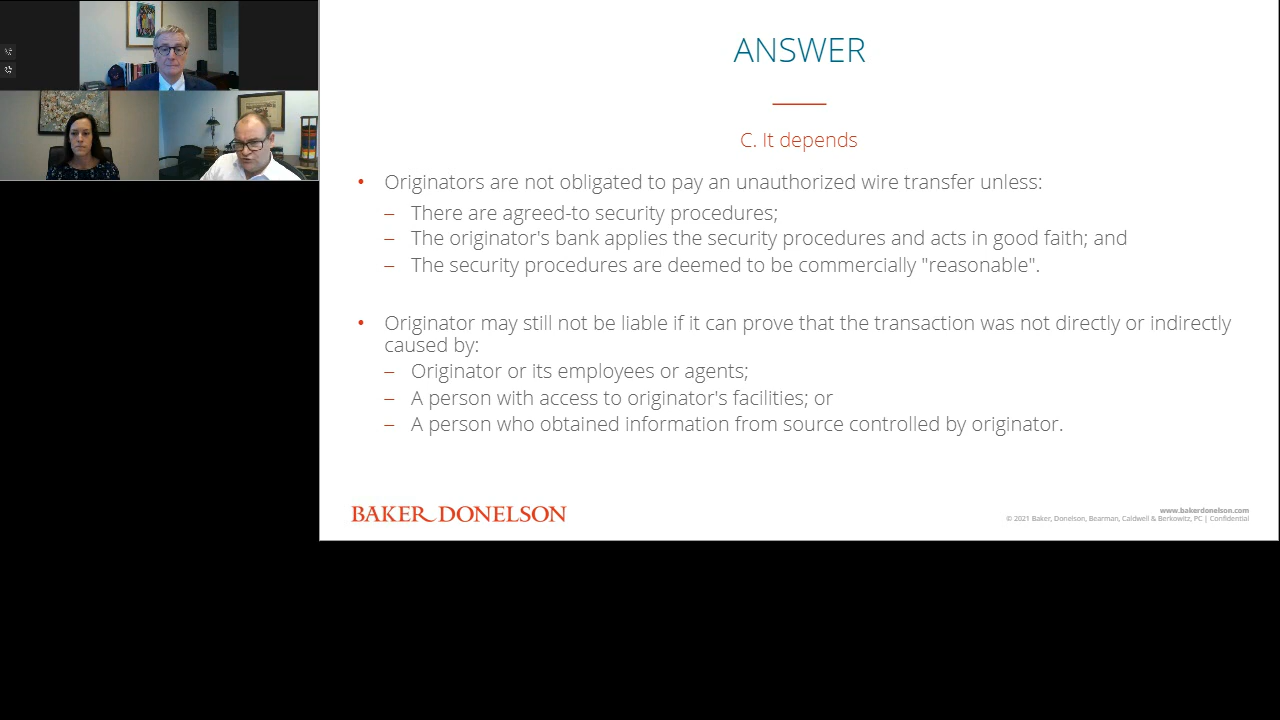 ANSWER
C. It depends
• Originators are not obligated to pay an unauthorized wire transfer unless:
– There are agreed-to security procedures;
– The originator's bank applies the security procedures and acts in good faith; and
– The security procedures are deemed to be commercially "reasonable".
• Originator may still not be liable if it can prove that the transaction was not directly or indirectly
caused by:
– Originator or its employees or agents;
– A person with access to originator's facilities; or
– A person who obtained information from source controlled by originator.
BAKER DONELSON
www.bakerdonelson.com
© 2021 Baker, Donelson, Bearman, Caldwell & Berkowitz, PC | Confidential